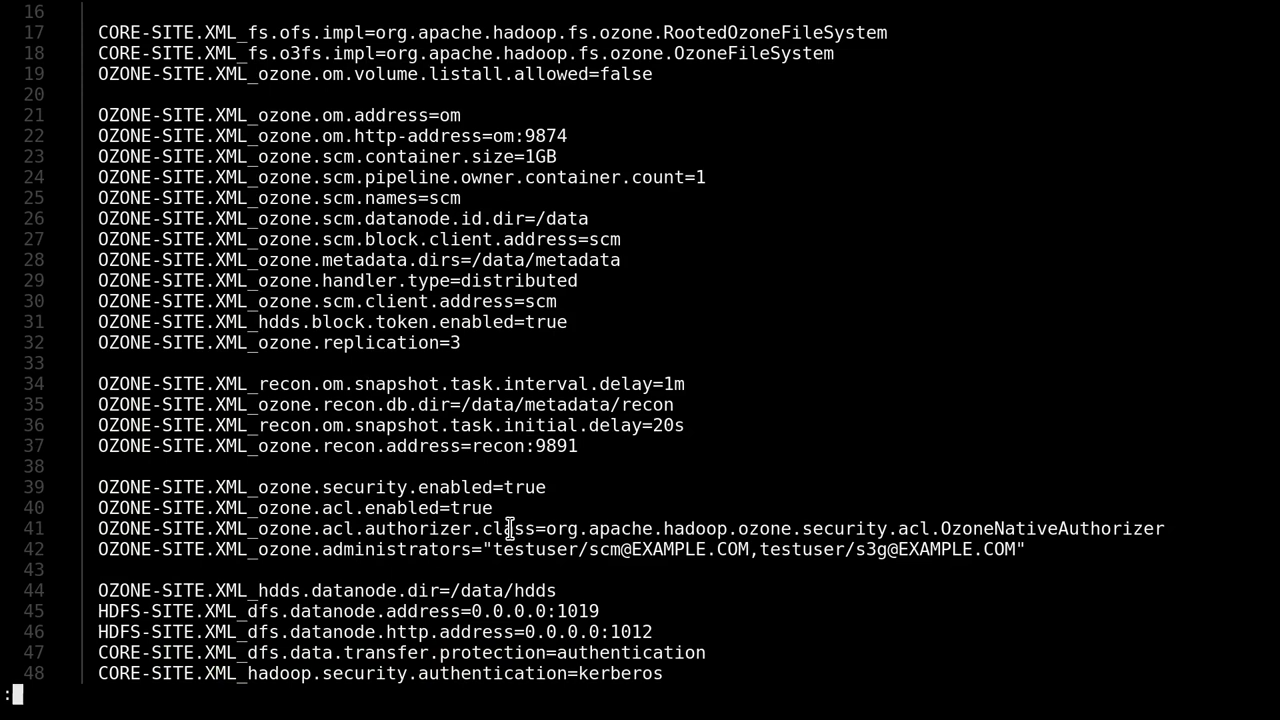 16
17 CORE-SITE.XML_fs.ofs.impl=org.apache.hadoop.fs.ozone.RootedOzoneFileSystem
18 CORE-SITE.XML_fs.o3fs.impl=org.apache.hadoop.fs.ozone.OzoneFileSystem
19 OZONE-SITE.XML_ozone.om.volume.listall.allowed=false
20
21 OZONE-SITE.XML_ozone.om.address=om
22 OZONE-SITE.XML_ozone.om.http-address=om:9874
23 OZONE-SITE.XML_ozone.scm.container.size=1GB
24 OZONE-SITE.XML_ozone.scm.pipeline.owner.container.count=1
25 OZONE-SITE.XML_ozone.scm.names=scm
26 OZONE-SITE.XML_ozone.scm.datanode.id.dir=/data
27 OZONE-SITE.XML_ozone.scm.block.client.address=scm
28 OZONE-SITE.XML_ozone.metadata.dirs=/data/metadata
29 OZONE-SITE.XML_ozone.handler.type=distributed
30 OZONE-SITE.XML_ozone.scm.client.address=scm
31 OZONE-SITE.XML_hdds.block.token.enabled=true
32 OZONE-SITE.XML_ozone.replication=3
33
34 OZONE-SITE.XML_recon.om.snapshot.task.interval.delay=1m
35 OZONE-SITE.XML_ozone.recon.db.dir=/data/metadata/recon
36 OZONE-SITE.XML_recon.om.snapshot.task.initial.delay=20s
37 OZONE-SITE.XML_ozone.recon.address=recon:9891
38
39 OZONE-SITE.XML_ozone.security.enabled=true
40 OZONE-SITE.XML_ozone.acl.enabled=true
41 OZONE-SITE.XML_ozone.acl.authorizer.class=org.apache.hadoop.ozone.security.acl.OzoneNativeAuthorizer
42 OZONE-SITE.XML_ozone.administrators="testuser/scm@EXAMPLE.COM,testuser/s3g@EXAMPLE.COM"
43
44 OZONE-SITE.XML_hdds.datanode.dir=/data/hdds
45 HDFS-SITE.XML_dfs.datanode.address=0.0.0.0:1019
46 HDFS-SITE.XML_dfs.datanode.http.address=0.0.0.0:1012
47 CORE-SITE.XML_dfs.data.transfer.protection=authentication
48 CORE-SITE.XML_hadoop.security.authentication=kerberos
: